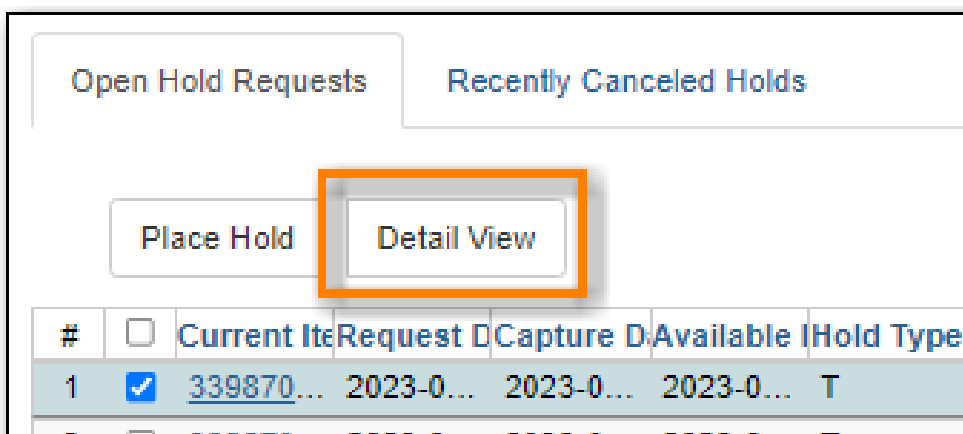 Open Hold Requests Recently Canceled Holds
Place Hold Detail View
# Current Ite Request D Capture D Available Hold Type
1 339870... 2023-0... 2023-0... 2023-0... T